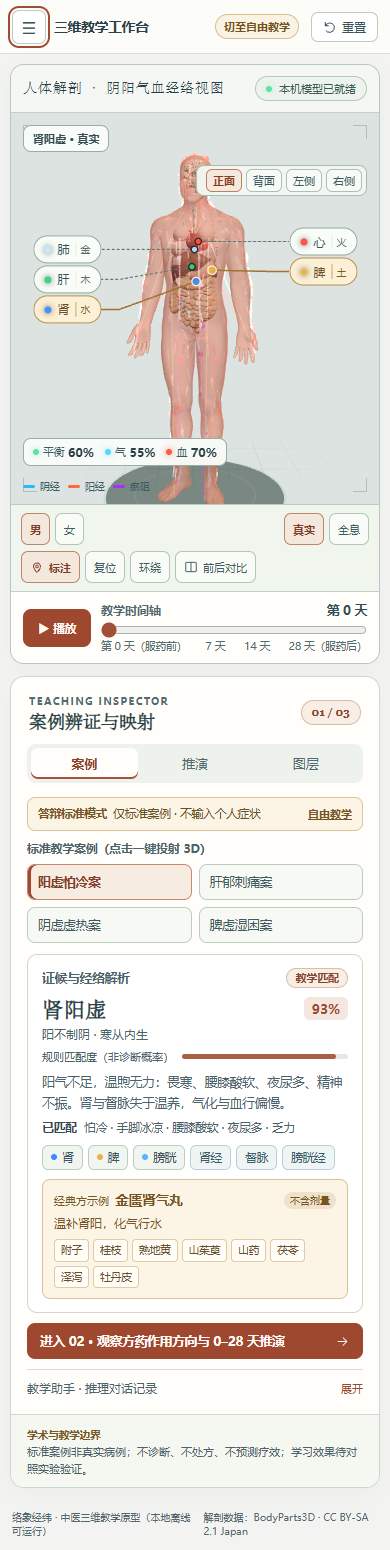 三维教学工作台
切至自由教学
重置
人体解剖 · 阴阳气血经络视图
本机模型已就绪
肾阳虚 • 真实
正面 背面 左侧 右侧
肺 金
心 火
肝 木
脾 土
肾 水
平衡 60% 气 55% 血 70%
阴经 阳经 瘀阻
男 女 真实 全息
标注 复位 环绕 前后对比
播放
教学时间轴 第 0 天
第 0 天（服药前） 7 天 14 天 28 天（服药后）
TEACHING INSPECTOR
案例辨证与映射
01 / 03
案例 推演 图层
答辩标准模式 仅标准案例 · 不输入个人症状 自由教学
标准教学案例（点击一键投射 3D）
阳虚怕冷案 肝郁刺痛案
阴虚虚热案 脾虚湿困案
证候与经络解析 教学匹配
肾阳虚 93%
阳不制阴 · 寒从内生
规则匹配度（非诊断概率）
阳气不足，温煦无力：畏寒、腰膝酸软、夜尿多、精神
不振。肾与督脉失于温养，气化与血行偏慢。
已匹配 怕冷 · 手脚冰凉 · 腰膝酸软 · 夜尿多 · 乏力
肾 脾 膀胱 肾经 督脉 膀胱经
经典方示例 金匮肾气丸 不含剂量
温补肾阳，化气行水
附子 桂枝 熟地黄 山茱萸 山药 茯苓
泽泻 牡丹皮
进入 02 • 观察方药作用方向与 0–28 天推演 →
教学助手 · 推理对话记录 展开
学术与教学边界
标准案例非真实病例；不诊断、不处方、不预测疗效；学习效果待对
照实验验证。
络象经纬 · 中医三维教学原型（本地离线
可运行）
解剖数据：BodyParts3D · CC BY-SA
2.1 Japan